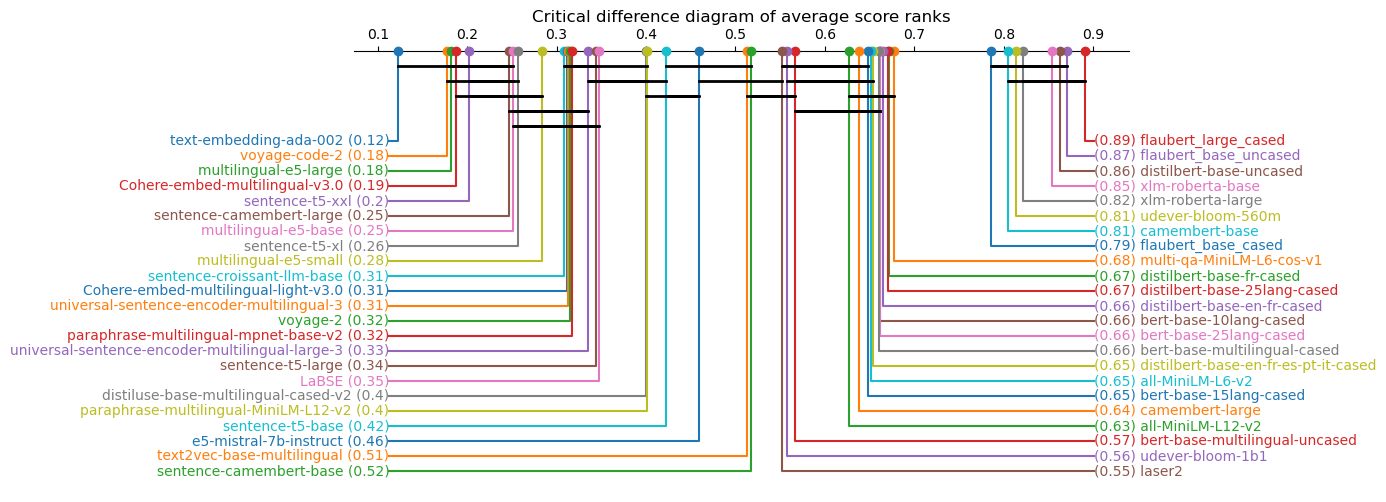 Critical difference diagram of average score ranks
0.1 0.2 0.3 0.4 0.5 0.6 0.7 0.8 0.9
text-embedding-ada-002 (0.12) (0.89) flaubert_large_cased
voyage-code-2 (0.18) (0.87) flaubert_base_uncased
multilingual-e5-large (0.18) (0.86) distilbert-base-uncased
Cohere-embed-multilingual-v3.0 (0.19) (0.85) xlm-roberta-base
sentence-t5-xxl (0.2) (0.82) xlm-roberta-large
sentence-camembert-large (0.25) (0.81) udever-bloom-560m
multilingual-e5-base (0.25) (0.81) camembert-base
sentence-t5-xl (0.26) (0.79) flaubert_base_cased
multilingual-e5-small (0.28) (0.68) multi-qa-MiniLM-L6-cos-v1
sentence-croissant-llm-base (0.31) (0.67) distilbert-base-fr-cased
Cohere-embed-multilingual-light-v3.0 (0.31) (0.67) distilbert-base-25lang-cased
universal-sentence-encoder-multilingual-3 (0.31) (0.66) distilbert-base-en-fr-cased
voyage-2 (0.32) (0.66) bert-base-10lang-cased
paraphrase-multilingual-mpnet-base-v2 (0.32) (0.66) bert-base-25lang-cased
universal-sentence-encoder-multilingual-large-3 (0.33) (0.66) bert-base-multilingual-cased
sentence-t5-large (0.34) (0.65) distilbert-base-en-fr-es-pt-it-cased
LaBSE (0.35) (0.65) all-MiniLM-L6-v2
distiluse-base-multilingual-cased-v2 (0.4) (0.65) bert-base-15lang-cased
paraphrase-multilingual-MiniLM-L12-v2 (0.4) (0.64) camembert-large
sentence-t5-base (0.42) (0.63) all-MiniLM-L12-v2
e5-mistral-7b-instruct (0.46) (0.57) bert-base-multilingual-uncased
text2vec-base-multilingual (0.51) (0.56) udever-bloom-1b1
sentence-camembert-base (0.52) (0.55) laser2